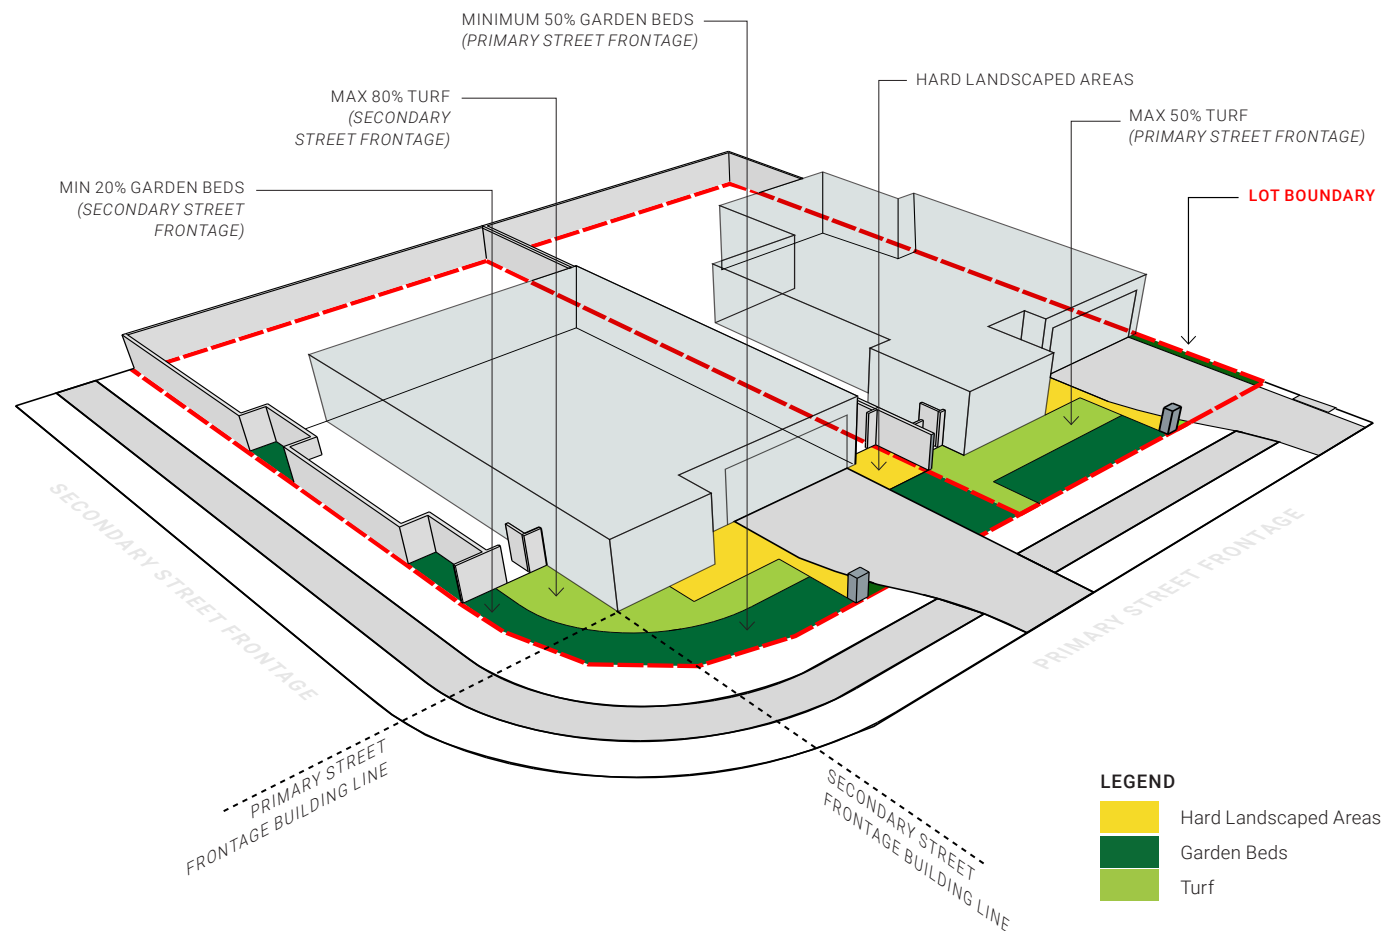 MINIMUM 50% GARDEN BEDS
(PRIMARY STREET FRONTAGE)
HARD LANDSCAPED AREAS
MAX 80% TURF
(SECONDARY
STREET FRONTAGE)
MAX 50% TURF
(PRIMARY STREET FRONTAGE)
MIN 20% GARDEN BEDS
(SECONDARY STREET
FRONTAGE)
LOT BOUNDARY
SECONDARY STREET FRONTAGE
PRIMARY STREET FRONTAGE
PRIMARY STREET
FRONTAGE BUILDING LINE
SECONDARY STREET
FRONTAGE BUILDING LINE
LEGEND
Hard Landscaped Areas
Garden Beds
Turf